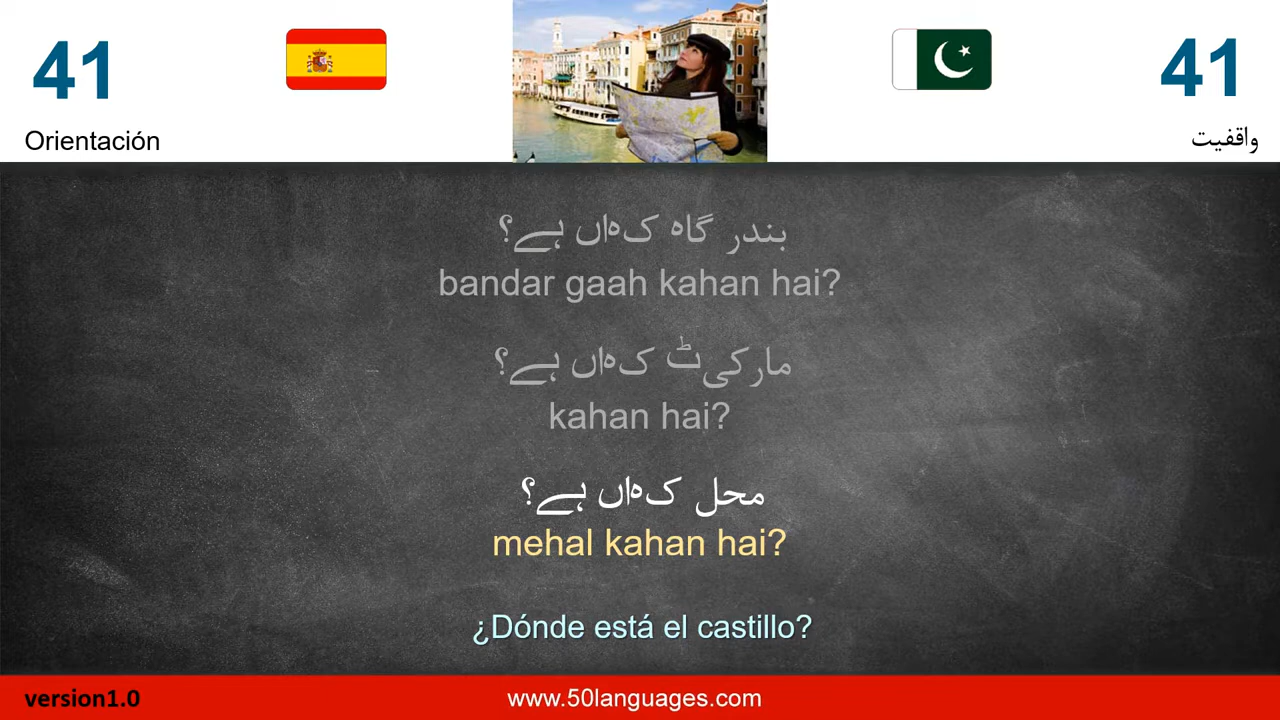 41
41
Orientación
واقفیت
بندر گاہ کہاں ہے؟
bandar gaah kahan hai?
مارکیٹ کہاں ہے؟
kahan hai?
محل کہاں ہے؟
mehal kahan hai?
¿Dónde está el castillo?
version1.0
www.50languages.com